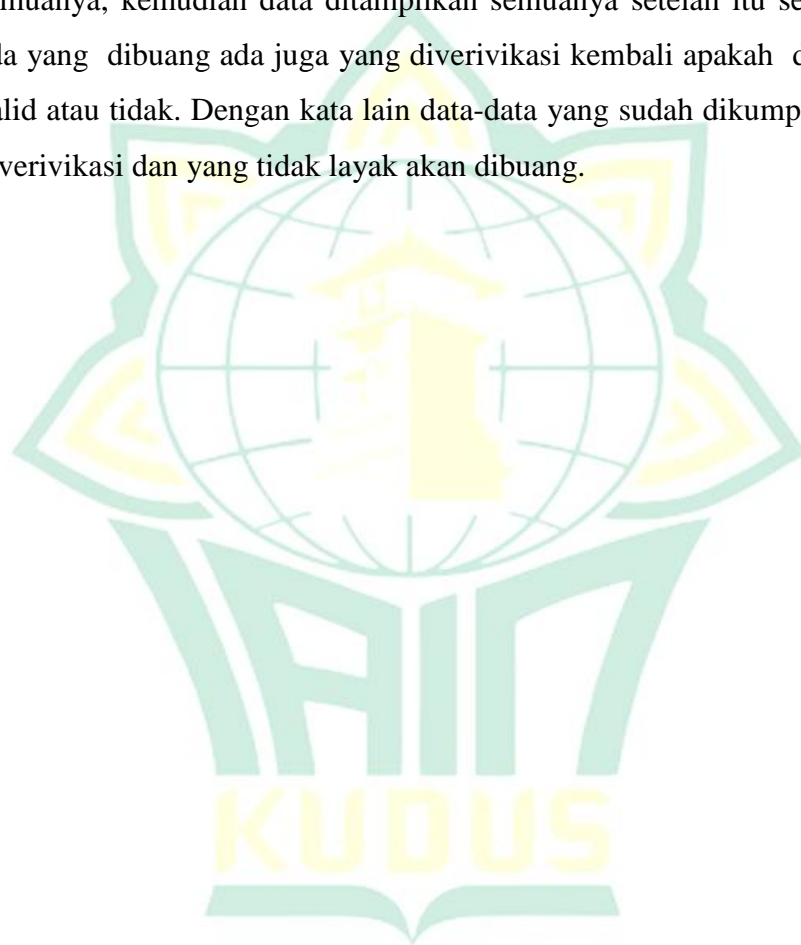 muanya, kemudian data ditampilkan semuanya setelah itu se
da yang dibuang ada juga yang diverivikasi kembali apakah
alid atau tidak. Dengan kata lain data-data yang sudah dikump
verivikasi dan yang tidak layak akan dibuang.
IAIN
KUDUS